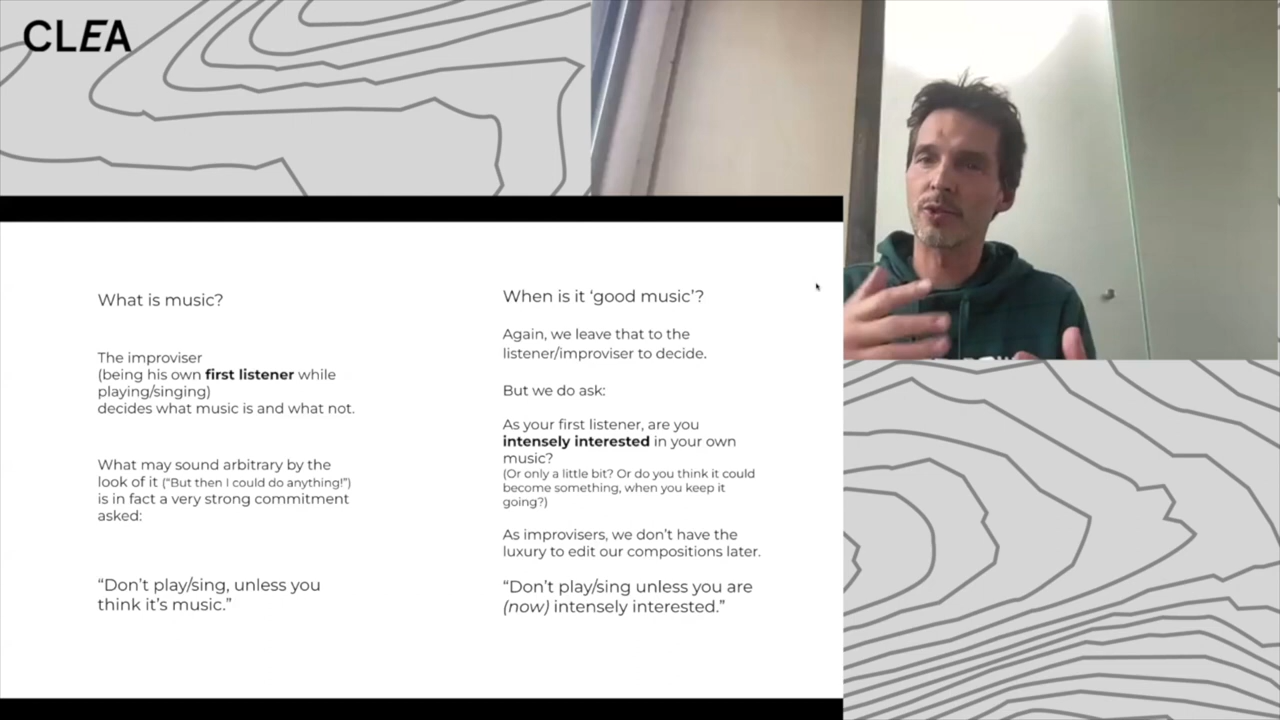 CLEA
What is music?
The improviser
(being his own first listener while
playing/singing)
decides what music is and what not.
What may sound arbitrary by the
look of it (“But then I could do anything!”)
is in fact a very strong commitment
asked:
“Don’t play/sing, unless you
think it’s music.”
When is it ‘good music’?
Again, we leave that to the
listener/improviser to decide.
But we do ask:
As your first listener, are you
intensely interested in your own
music?
(Or only a little bit? Or do you think it could
become something, when you keep it
going?)
As improvisers, we don’t have the
luxury to edit our compositions later.
“Don’t play/sing unless you are
(now) intensely interested.”